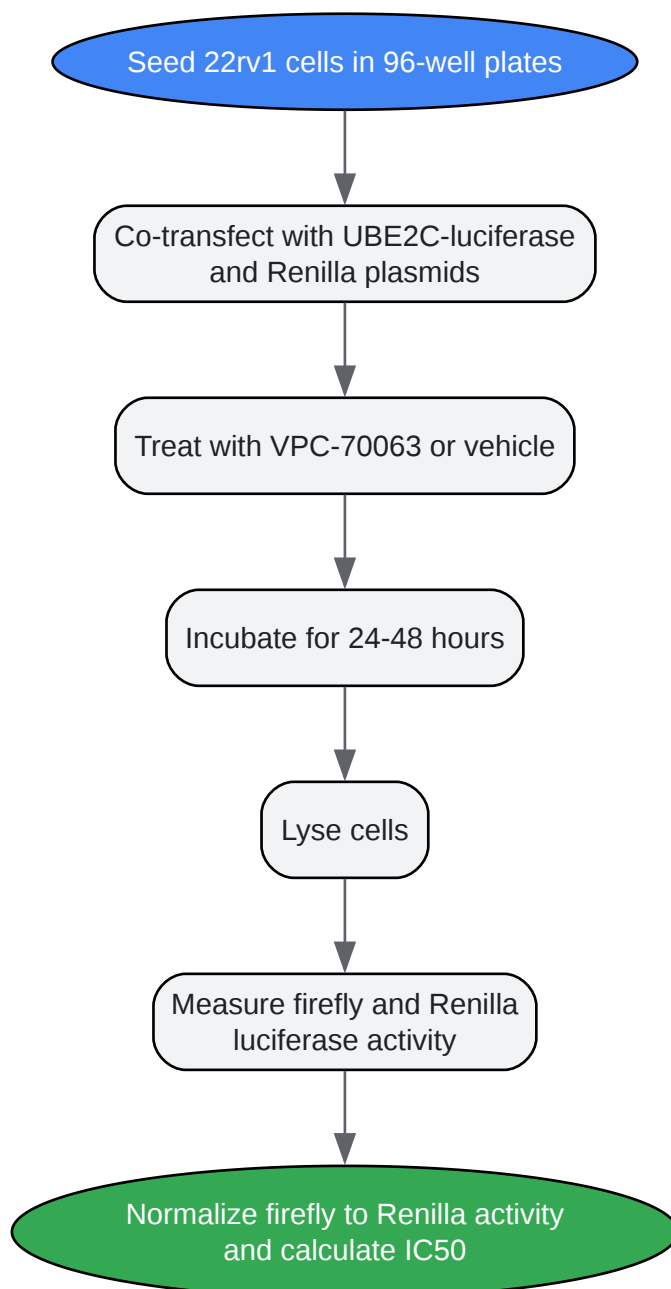 Seed 22rv1 cells in 96-well plates
Co-transfect with UBE2C-luciferase
and Renilla plasmids
Treat with VPC-70063 or vehicle
Incubate for 24-48 hours
Lyse cells
Measure firefly and Renilla
luciferase activity
Normalize firefly to Renilla activity
and calculate IC50